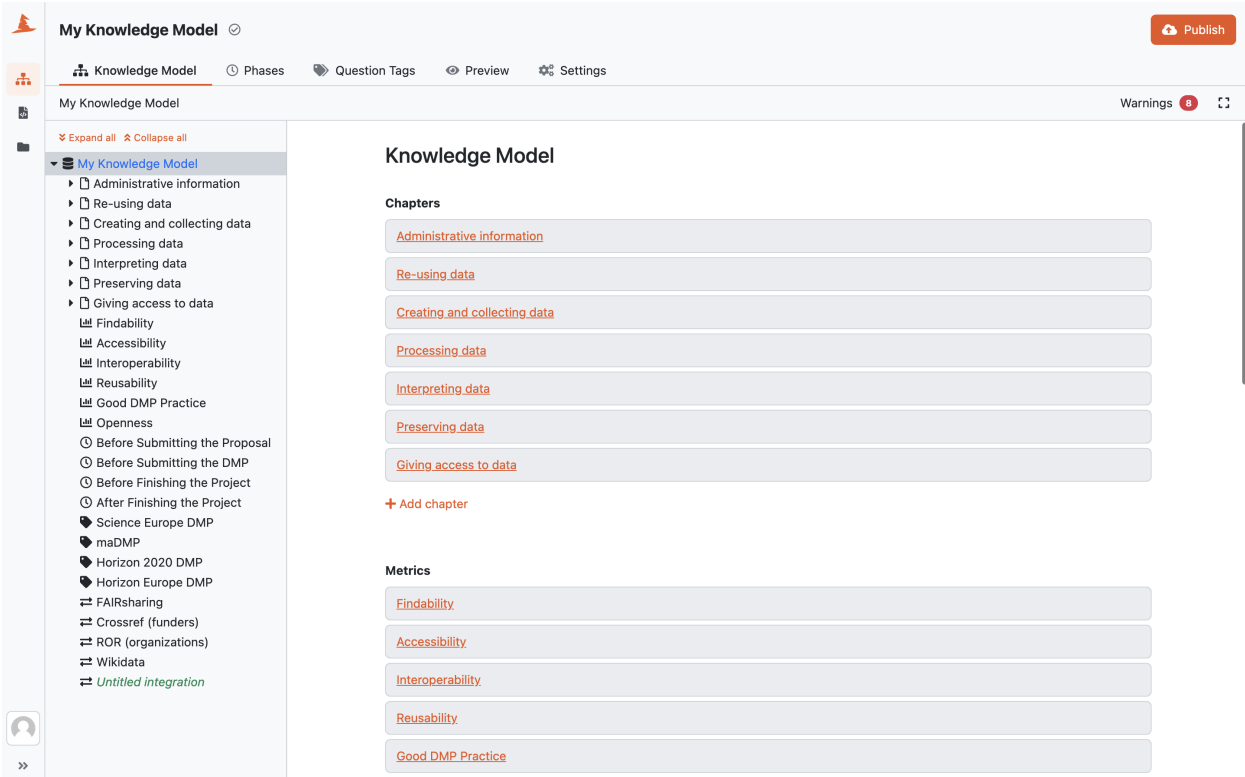 My Knowledge Model
Publish
Knowledge Model Phases Question Tags Preview Settings
My Knowledge Model
Warnings 8
Expand all Collapse all
My Knowledge Model
Administrative information
Re-using data
Creating and collecting data
Processing data
Interpreting data
Preserving data
Giving access to data
Findability
Accessibility
Interoperability
Reusability
Good DMP Practice
Openness
Before Submitting the Proposal
Before Submitting the DMP
Before Finishing the Project
After Finishing the Project
Science Europe DMP
maDMP
Horizon 2020 DMP
Horizon Europe DMP
FAIRsharing
Crossref (funders)
ROR (organizations)
Wikidata
Untitled integration
Knowledge Model
Chapters
Administrative information
Re-using data
Creating and collecting data
Processing data
Interpreting data
Preserving data
Giving access to data
Add chapter
Metrics
Findability
Accessibility
Interoperability
Reusability
Good DMP Practice